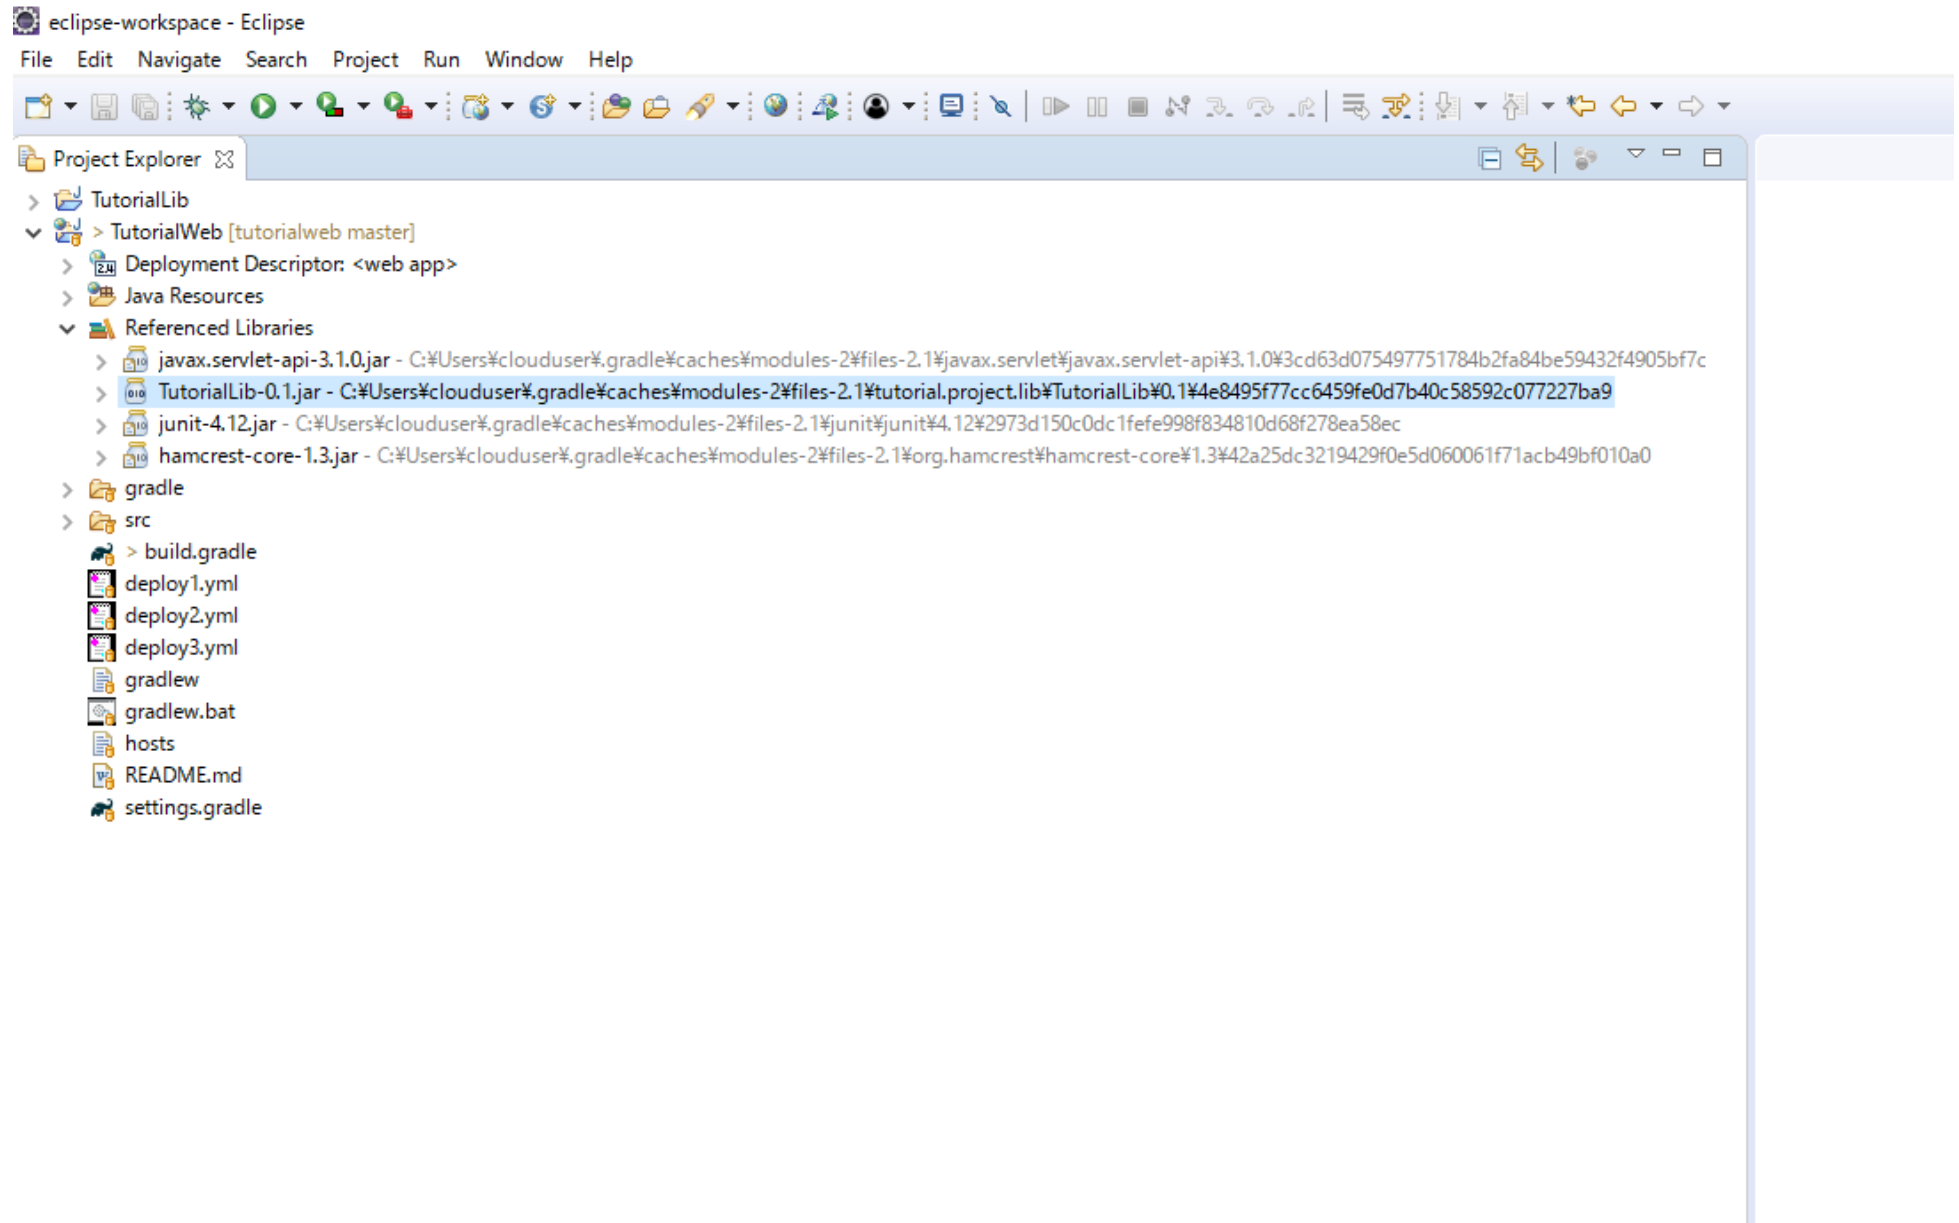 eclipse-workspace - Eclipse
File Edit Navigate Search Project Run Window Help
Project Explorer
TutorialLib
> TutorialWeb [tutorialweb master]
Deployment Descriptor: <web app>
Java Resources
Referenced Libraries
javax.servlet-api-3.1.0.jar - C:¥Users¥clouduser¥.gradle¥caches¥modules-2¥files-2.1¥javax.servlet¥javax.servlet-api¥3.1.0¥3cd63d075497751784b2fa84be59432f4905bf7c
TutorialLib-0.1.jar - C:¥Users¥clouduser¥.gradle¥caches¥modules-2¥files-2.1¥tutorial.project.lib¥TutorialLib¥0.1¥4e8495f77cc6459fe0d7b40c58592c077227ba9
junit-4.12.jar - C:¥Users¥clouduser¥.gradle¥caches¥modules-2¥files-2.1¥junit¥junit¥4.12¥2973d150c0dc1fefe998f834810d68f278ea58ec
hamcrest-core-1.3.jar - C:¥Users¥clouduser¥.gradle¥caches¥modules-2¥files-2.1¥org.hamcrest¥hamcrest-core¥1.3¥42a25dc3219429f0e5d060061f71acb49bf010a0
gradle
src
> build.gradle
deploy1.yml
deploy2.yml
deploy3.yml
gradlew
gradlew.bat
hosts
README.md
settings.gradle